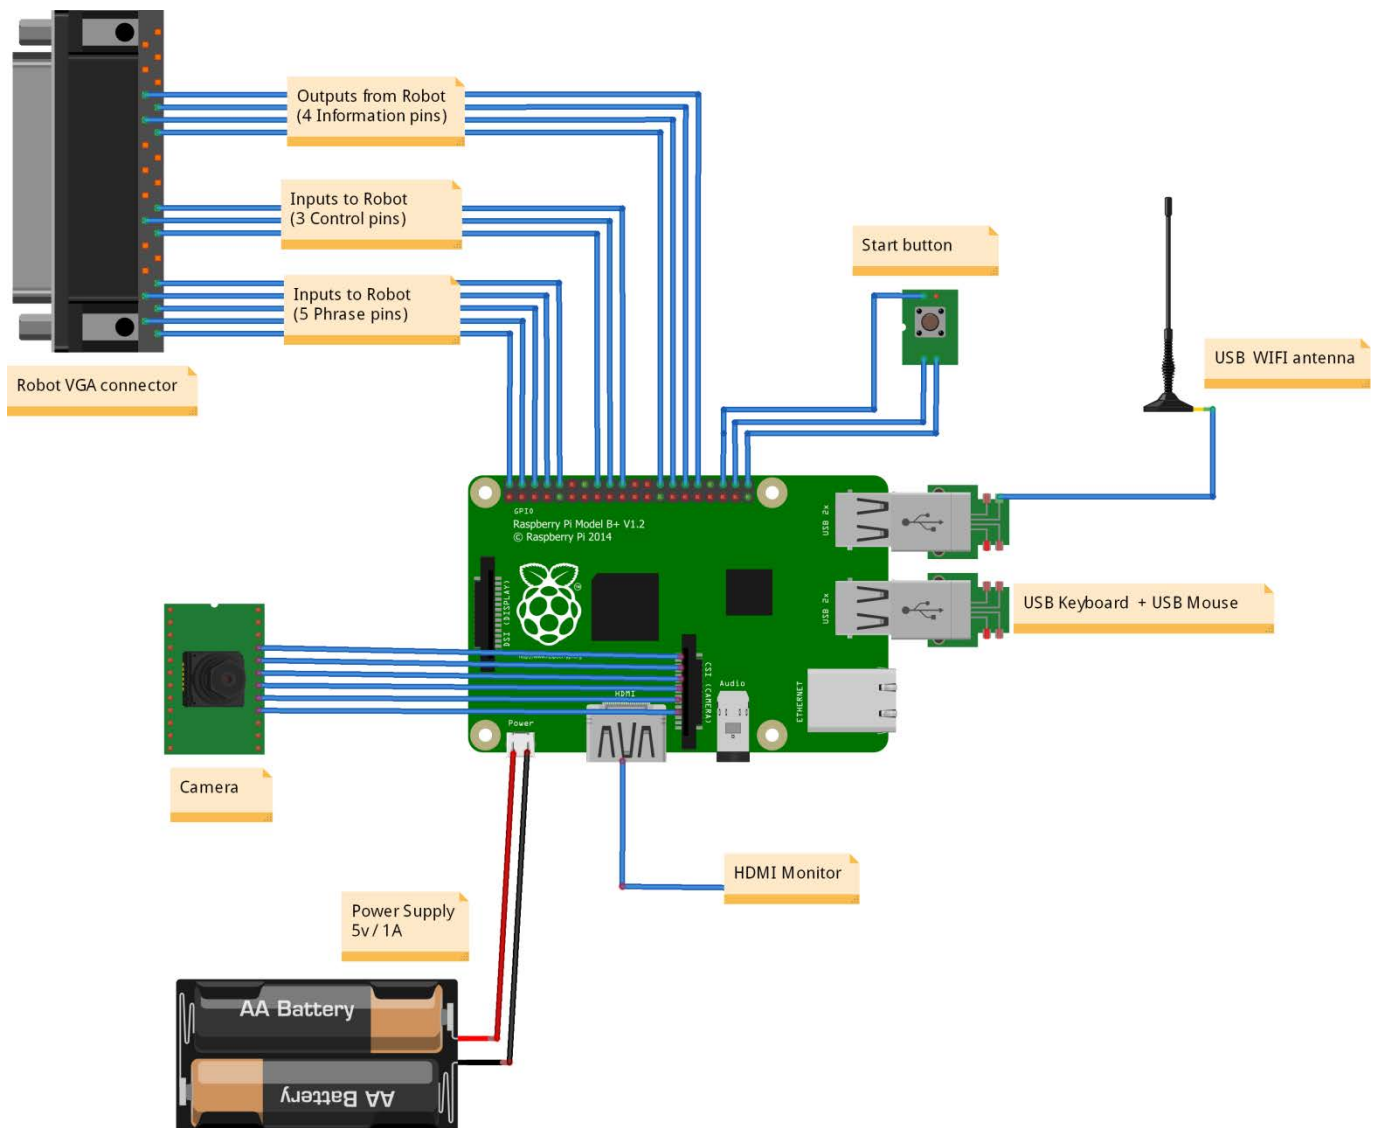 Outputs from Robot
(4 Information pins)
Inputs to Robot
(3 Control pins)
Inputs to Robot
(5 Phrase pins)
Robot VGA connector
Start button
USB  WIFI antenna
GPIO
Raspberry Pi Model B+ V1.2
© Raspberry Pi 2014
DSI (DISPLAY)
USB 2x
USB 2x
USB Keyboard  + USB Mouse
CSI (CAMERA)
HDMI
Audio
ETHERNET
Power
Camera
HDMI Monitor
Power Supply
5v / 1A
AA Battery
AA Battery